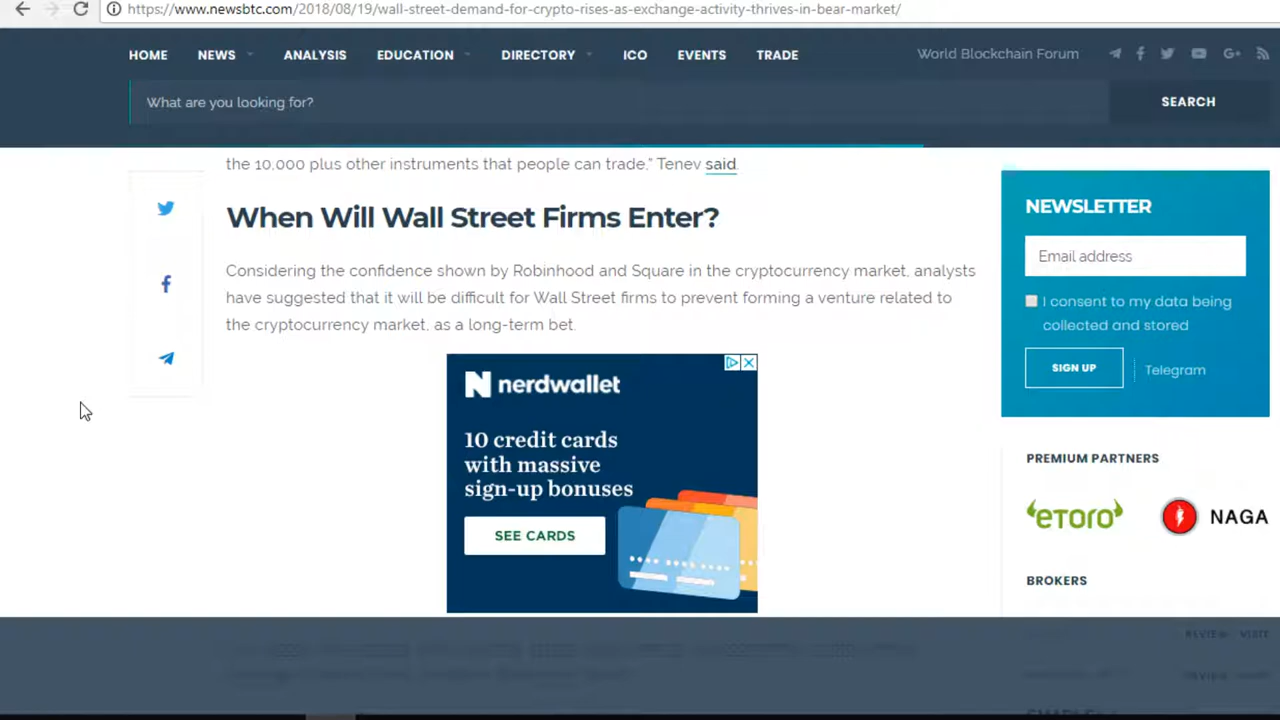 https://www.newsbtc.com/2018/08/19/wall-street-demand-for-crypto-rises-as-exchange-activity-thrives-in-bear-market/
HOME NEWS ANALYSIS EDUCATION DIRECTORY ICO EVENTS TRADE World Blockchain Forum
What are you looking for? SEARCH
the 10,000 plus other instruments that people can trade," Tenev said.
When Will Wall Street Firms Enter?
Considering the confidence shown by Robinhood and Square in the cryptocurrency market, analysts
have suggested that it will be difficult for Wall Street firms to prevent forming a venture related to
the cryptocurrency market, as a long-term bet.
nerdwallet
10 credit cards
with massive
sign-up bonuses
SEE CARDS
NEWSLETTER
Email address
I consent to my data being
collected and stored
SIGN UP Telegram
PREMIUM PARTNERS
eToro NAGA
BROKERS
REVIEW VISIT